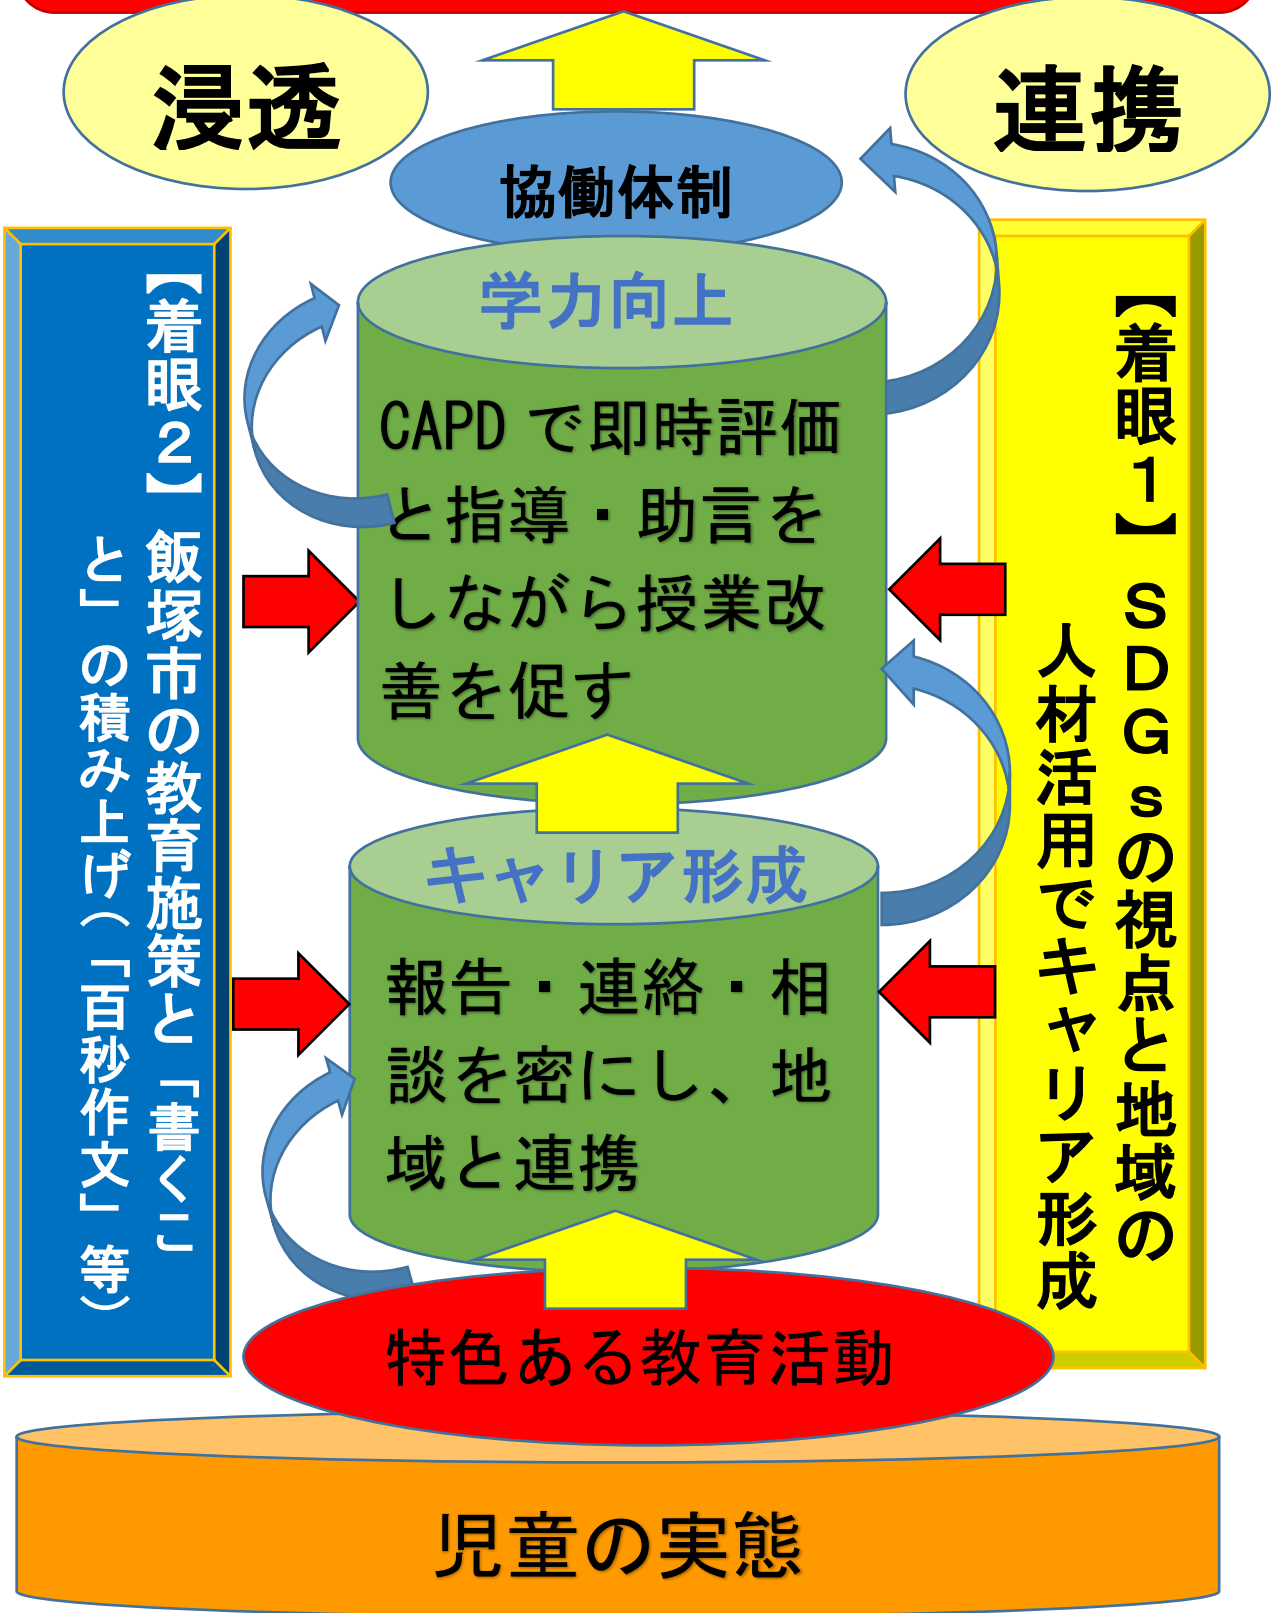 浸透
連携
協働体制
学力向上
CAPD で即時評価
と指導・助言を
しながら授業改
善を促す
キャリア形成
報告・連絡・相
談を密にし、地
域と連携
特色ある教育活動
児童の実態
【着眼１】ＳＤＧｓの視点と地域の
人材活用でキャリア形成
【着眼２】飯塚市の教育施策と「書くこ
と」の積み上げ（「百秒作文」等）